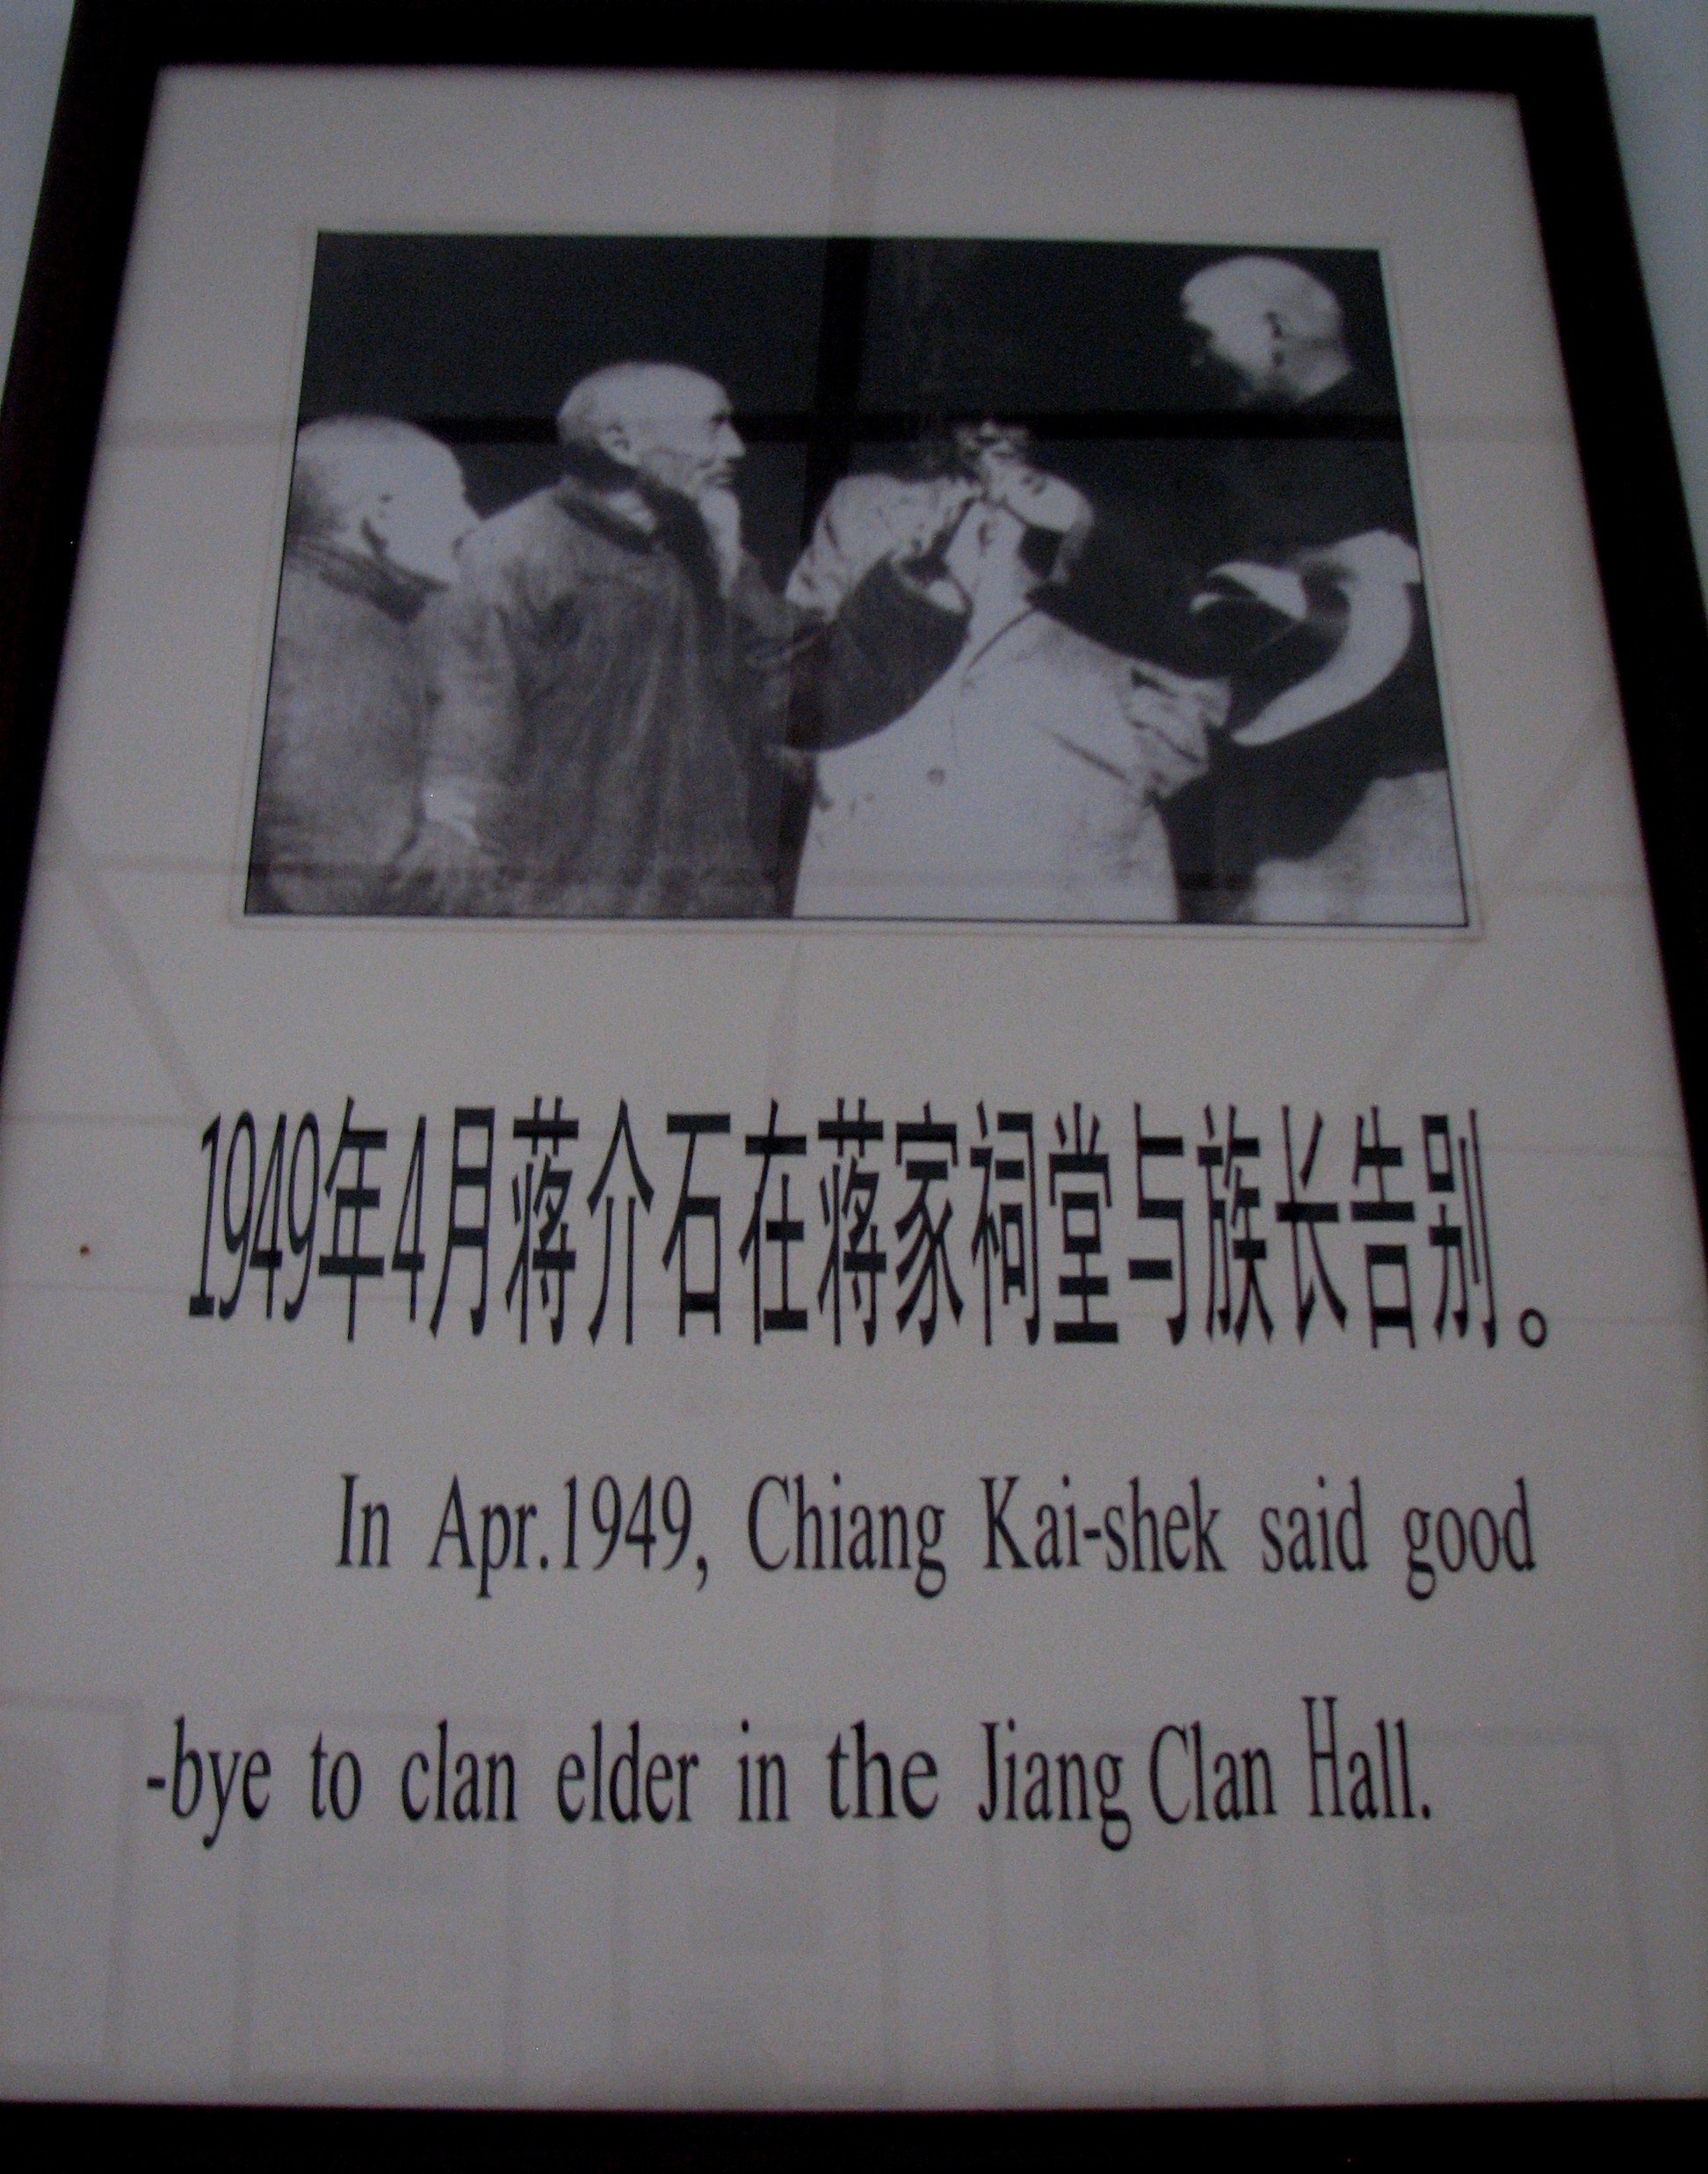 1949年4月蒋介石在蒋家祠堂与族长告别。
In Apr.1949, Chiang Kai-shek said good
-bye to clan elder in the Jiang Clan Hall.